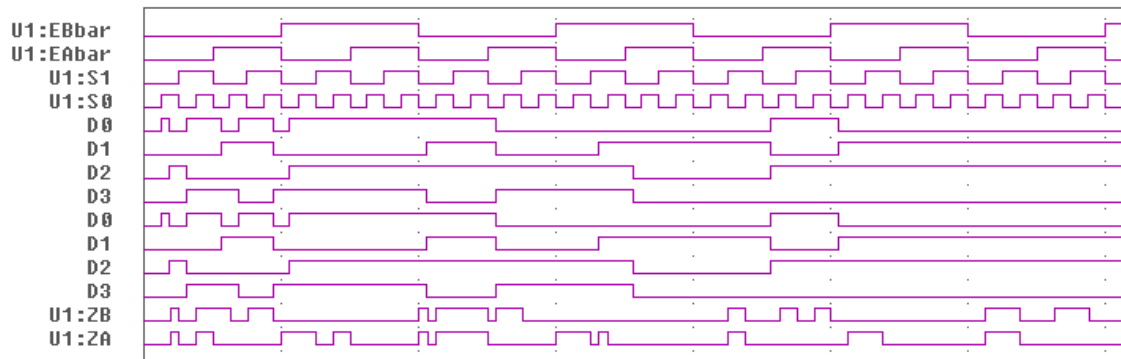 U1:EBbar
U1:EAbar
U1:S1
U1:S0
D0
D1
D2
D3
D0
D1
D2
D3
U1:ZB
U1:ZA